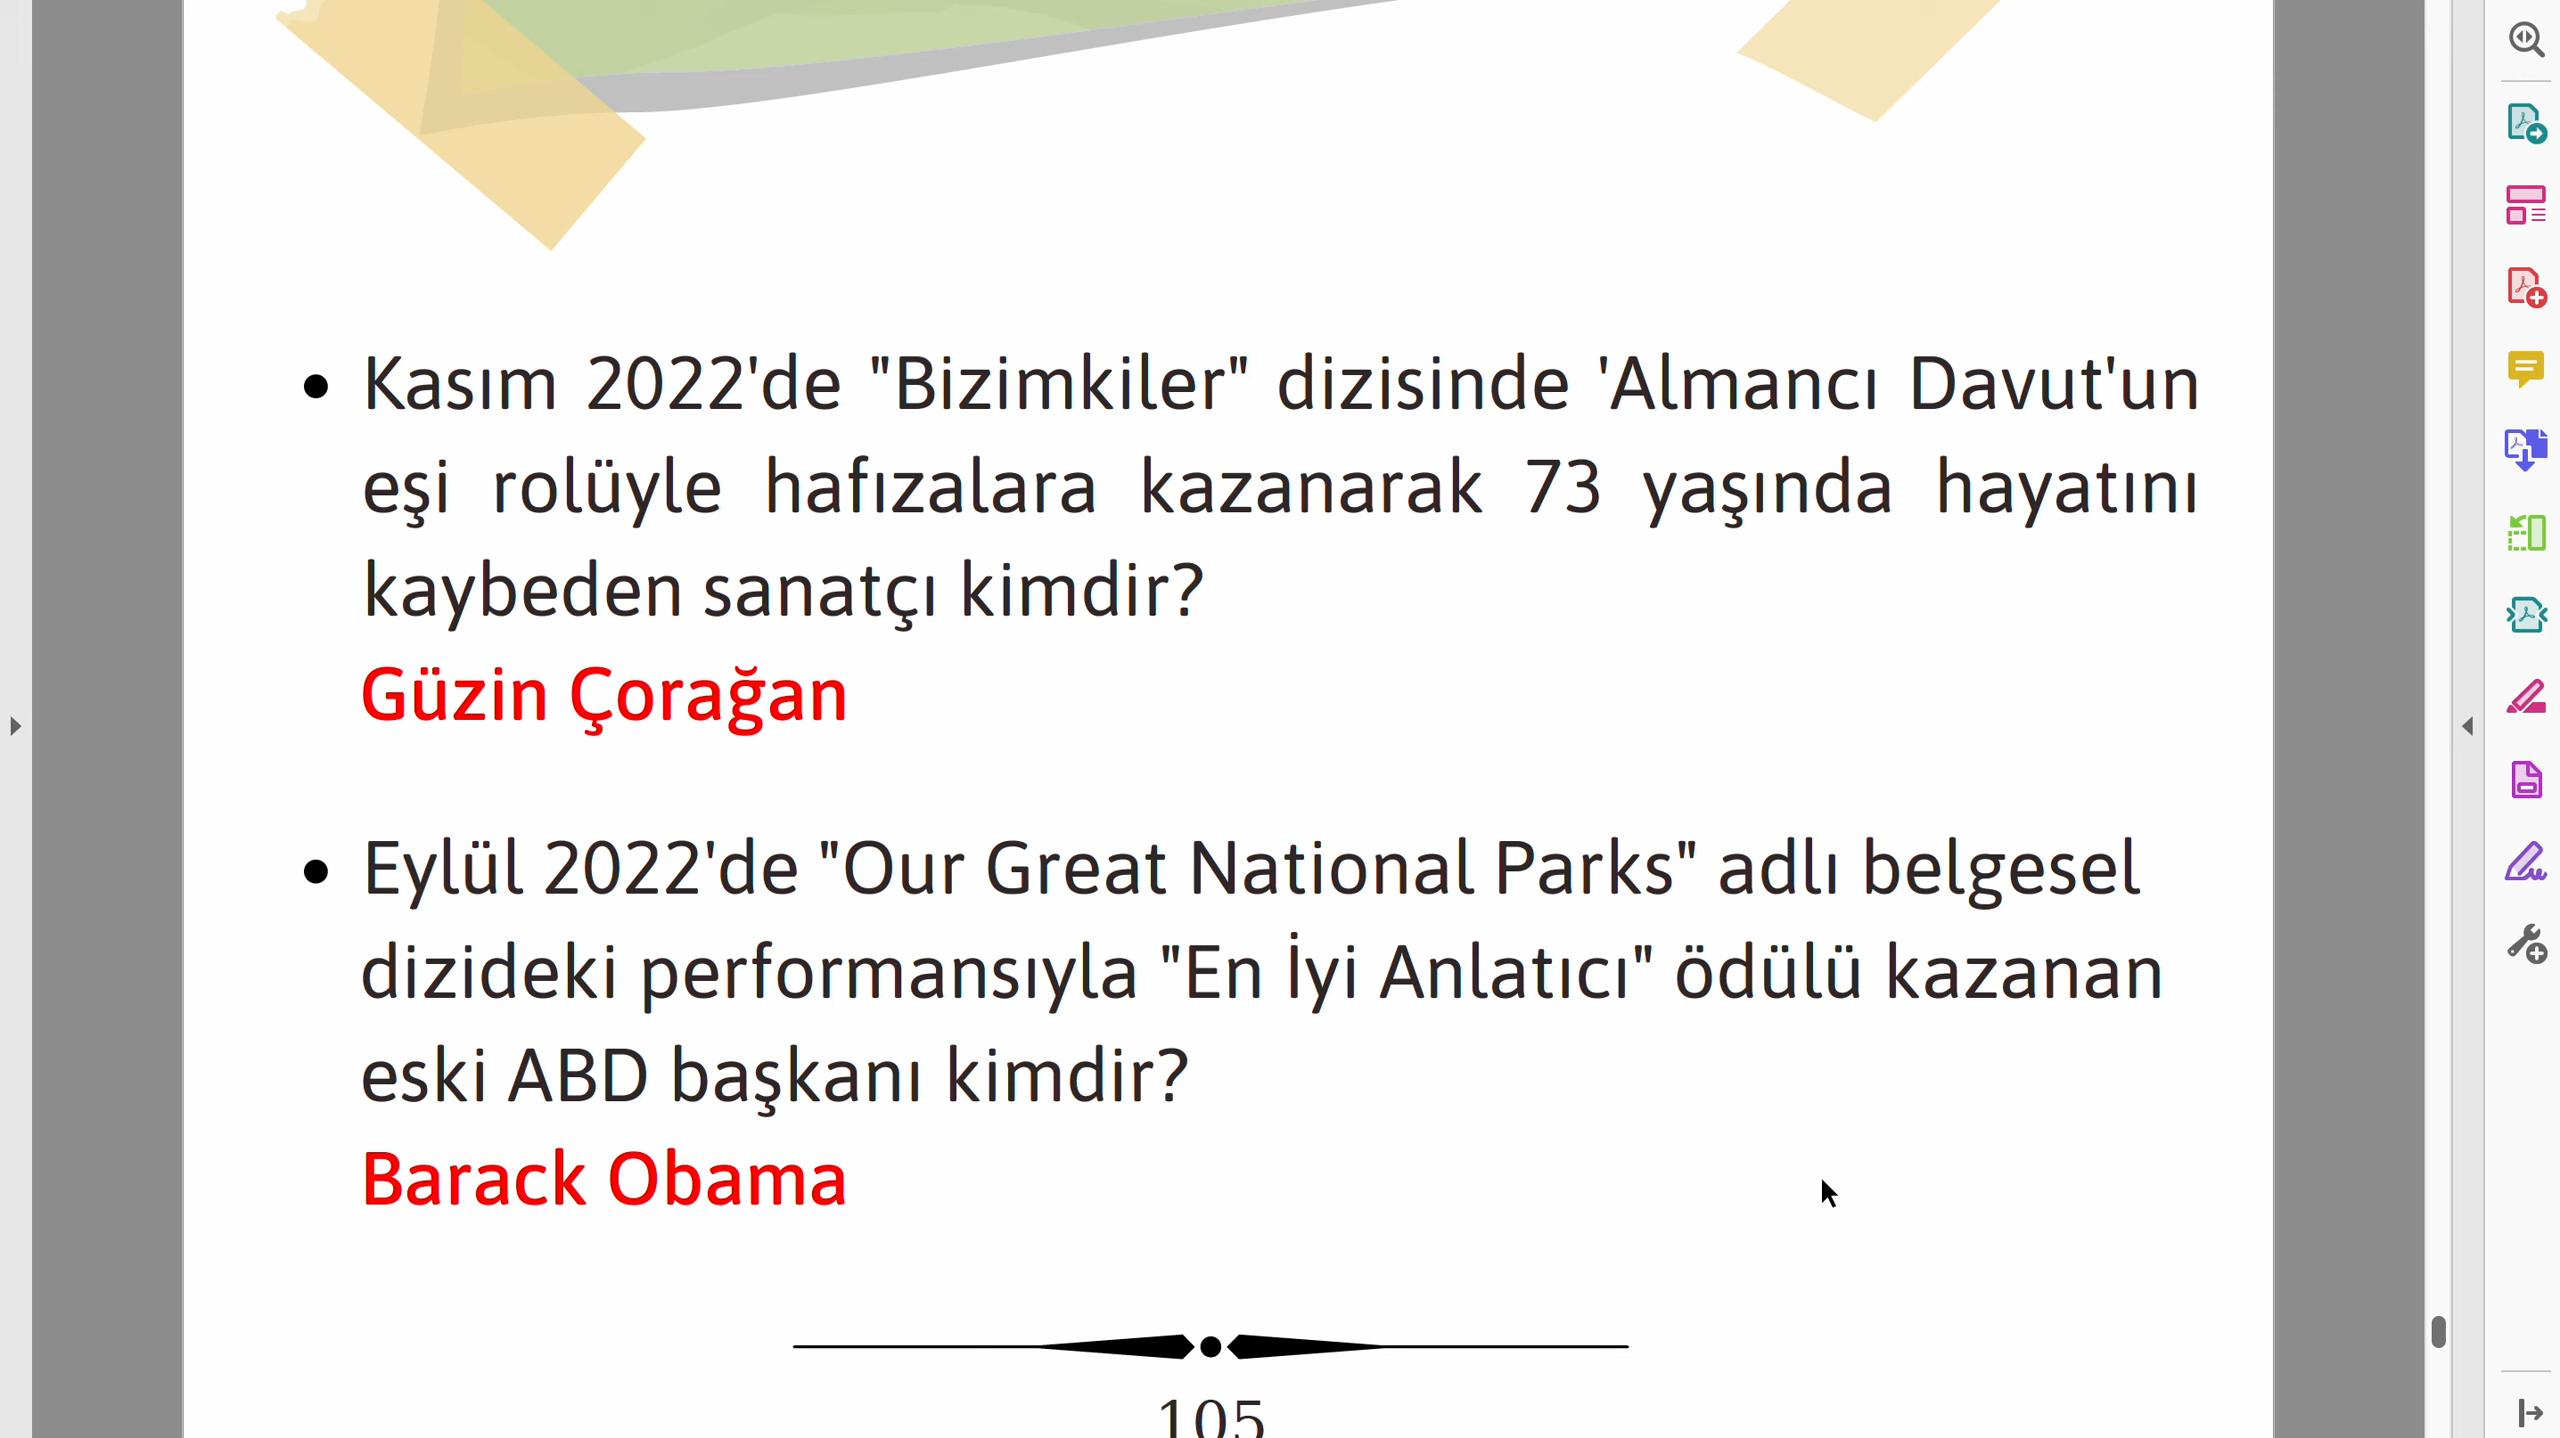 • Kasım 2022'de "Bizimkiler" dizisinde 'Almancı Davut'un
eşi rolüyle hafızalara kazanarak 73 yaşında hayatını
kaybeden sanatçı kimdir?
Güzin Çorağan
• Eylül 2022'de "Our Great National Parks" adlı belgesel
dizideki performansıyla "En İyi Anlatıcı" ödülü kazanan
eski ABD başkanı kimdir?
Barack Obama
105